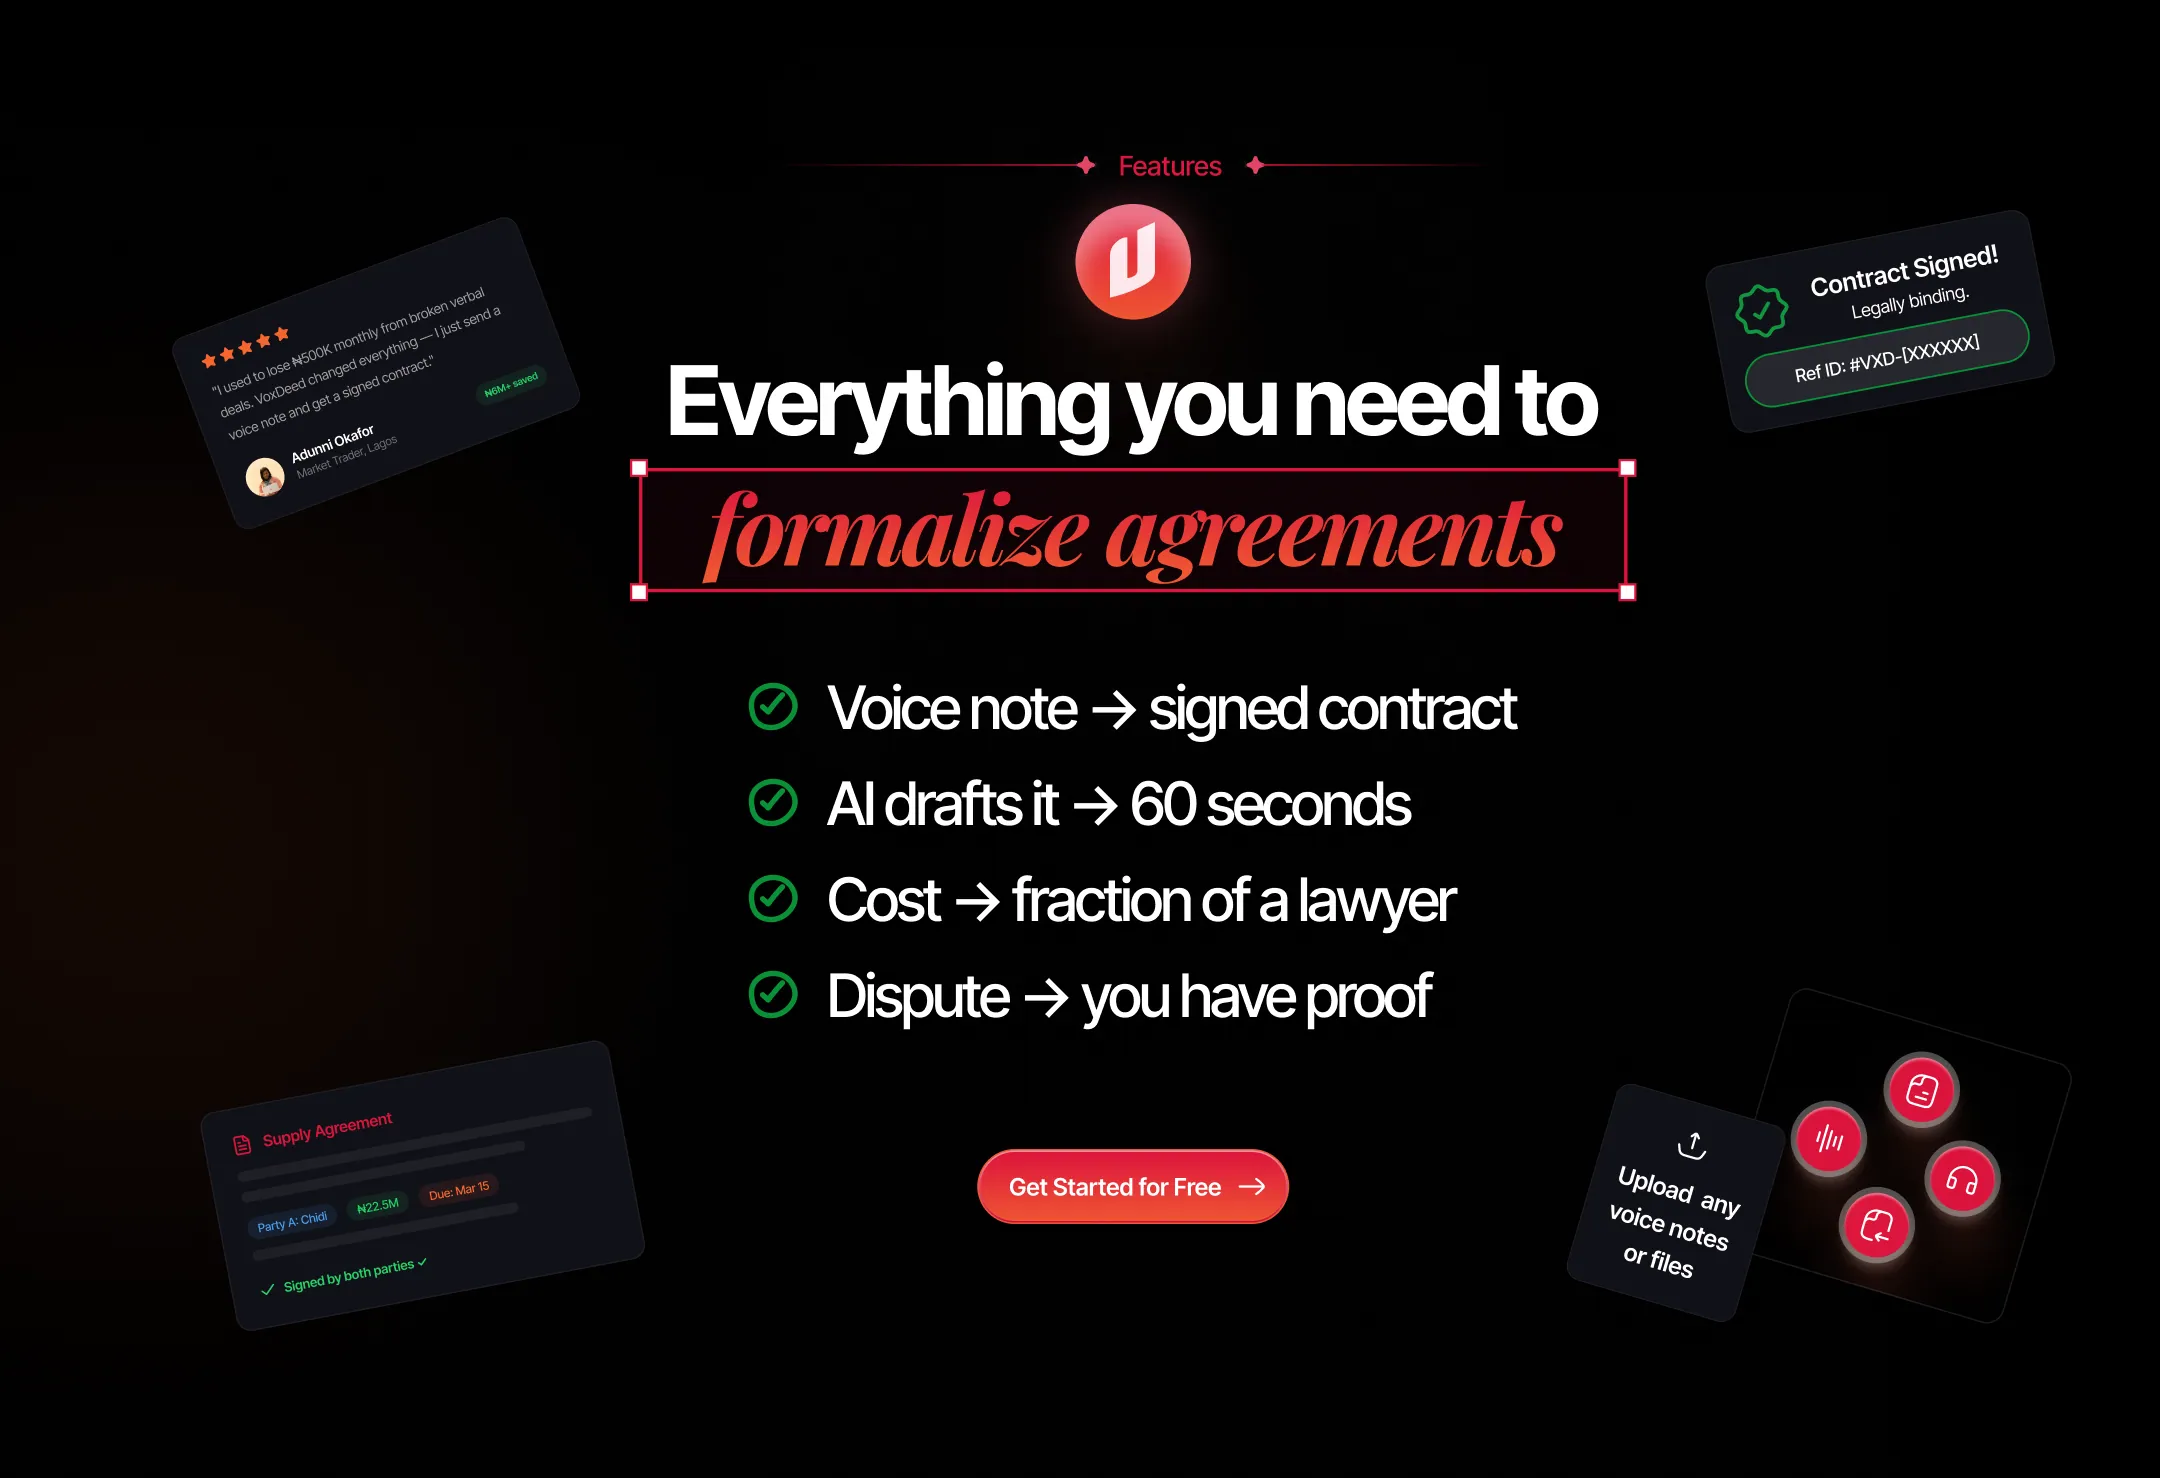 Features
Everything you need to
formalize agreements
Voice note → signed contract
AI drafts it → 60 seconds
Cost → fraction of a lawyer
Dispute → you have proof
Get Started for Free →
"I used to lose ₦500K monthly from broken verbal
deals. VoxDeed changed everything — I just send a
voice note and get a signed contract."
₦6M+ saved
Adunni Okafor
Market Trader, Lagos
Contract Signed!
Legally binding.
Ref ID: #VXD-[XXXXXX]
Supply Agreement
Party A: Chidi
₦22.5M
Due: Mar 15
Signed by both parties ✓
Upload any
voice notes
or files